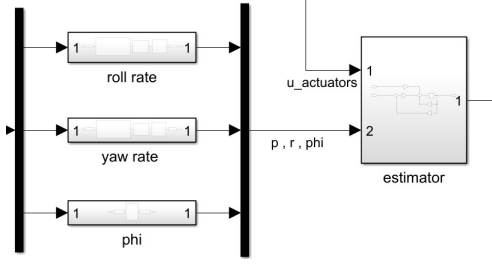 1 1
roll rate
1 1
yaw rate
1 1
phi
u_actuators
p , r , phi
1
2
1
estimator